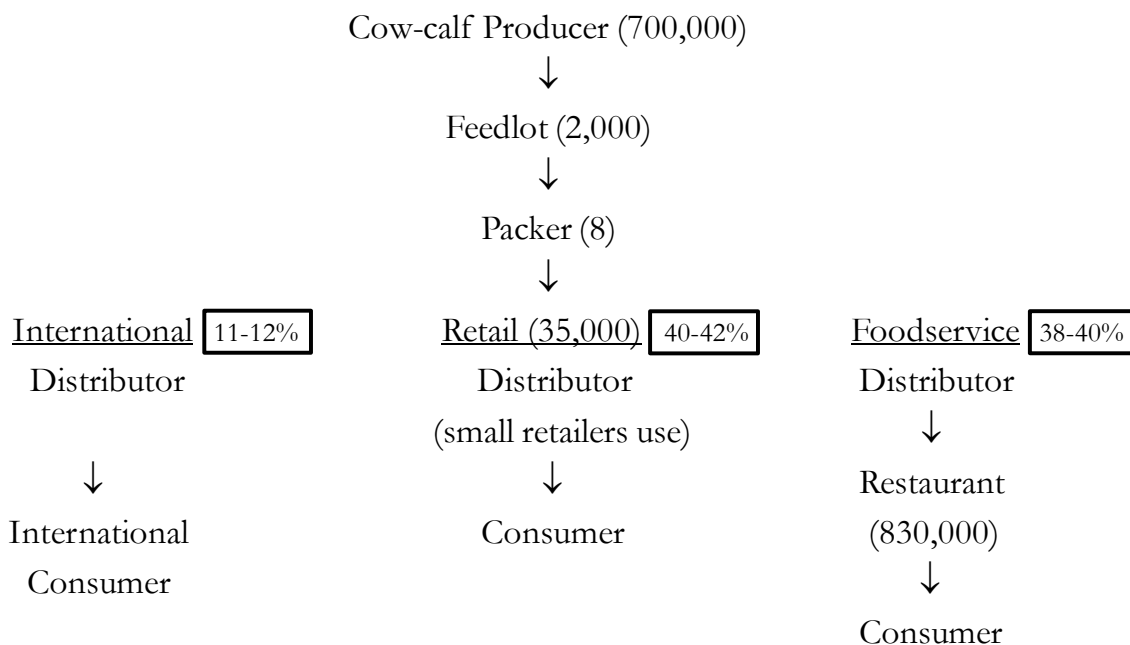 Cow-calf Producer (700,000)
↓
Feedlot (2,000)
↓
Packer (8)
↓
International 11-12%
Distributor
↓
International
Consumer
Retail (35,000) 40-42%
Distributor
(small retailers use)
↓
Consumer
Foodservice 38-40%
Distributor
↓
Restaurant
(830,000)
↓
Consumer